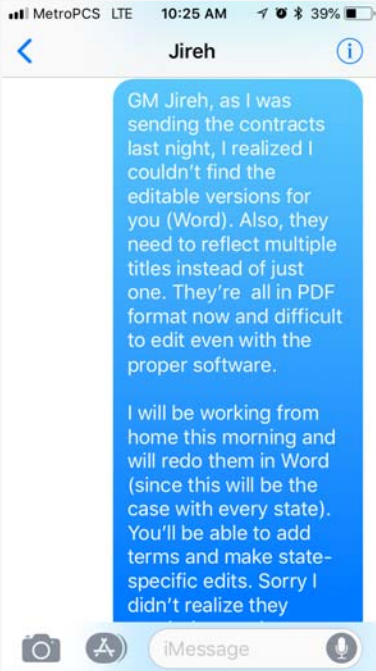 MetroPCS LTE 10:25 AM 39%
Jireh
GM Jireh, as I was
sending the contracts
last night, I realized I
couldn't find the
editable versions for
you (Word). Also, they
need to reflect multiple
titles instead of just
one. They're  all in PDF
format now and difficult
to edit even with the
proper software.
I will be working from
home this morning and
will redo them in Word
(since this will be the
case with every state).
You'll be able to add
terms and make state-
specific edits. Sorry I
didn't realize they
iMessage